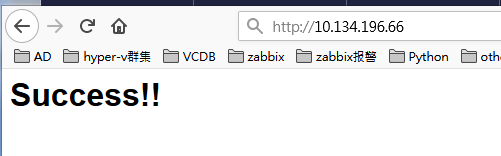 http://10.134.196.66
AD hyper-v群集 VCDB zabbix zabbix报警 Python othe
Success!!